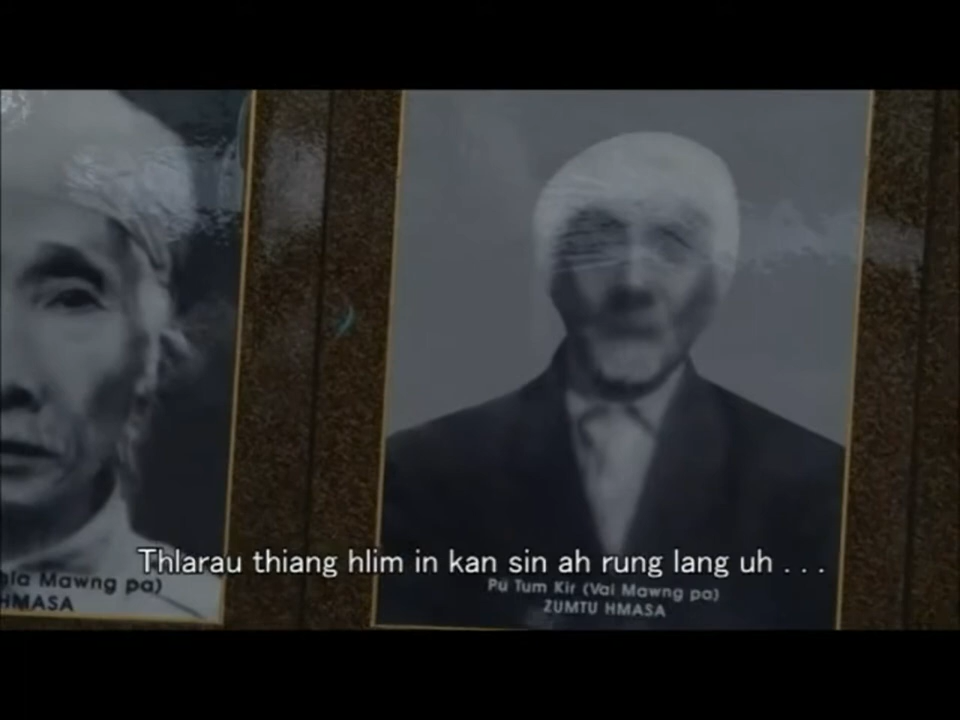 Thlarau thiang hlim in kan sin ah rung lang uh . . .
Mawng pa)
HMASA
Pu Tum Kir (Vai Mawng pa)
ZUMTU HMASA